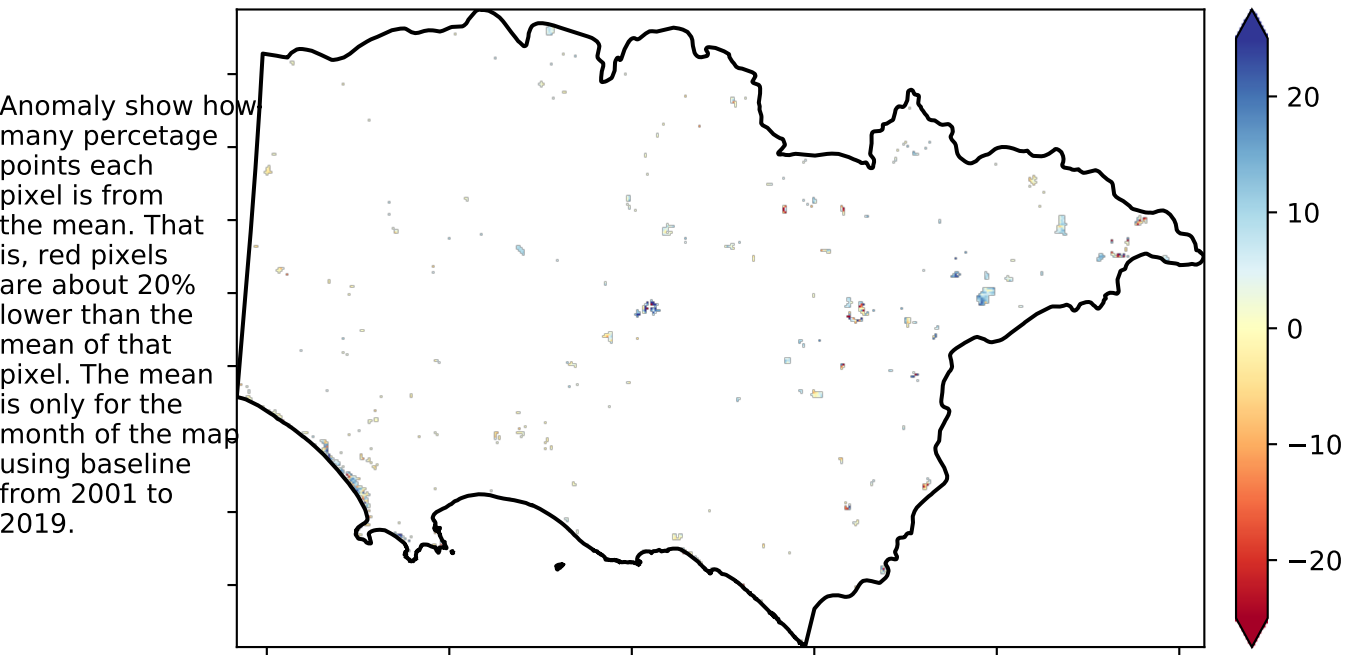 Anomaly show how
many percetage
points each
pixel is from
the mean. That
is, red pixels
are about 20%
lower than the
mean of that
pixel. The mean
is only for the
month of the map
using baseline
from 2001 to
2019.
20
10
0
−10
−20